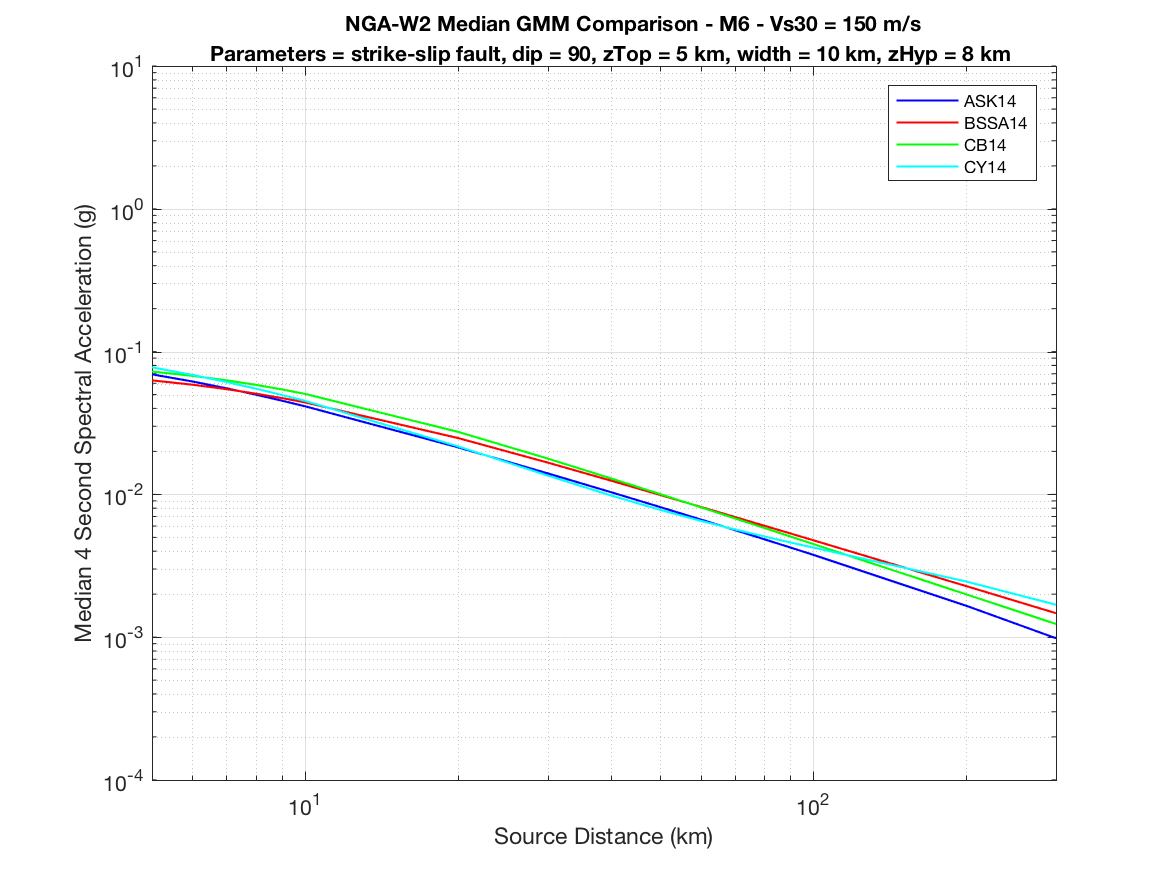 NGA-W2 Median GMM Comparison - M6 - Vs30 = 150 m/s
Parameters = strike-slip fault, dip = 90, zTop = 5 km, width = 10 km, zHyp = 8 km
ASK14
BSSA14
CB14
CY14
Median 4 Second Spectral Acceleration (g)
10^1
10^0
10^-1
10^-2
10^-3
10^-4
10^1
10^2
Source Distance (km)